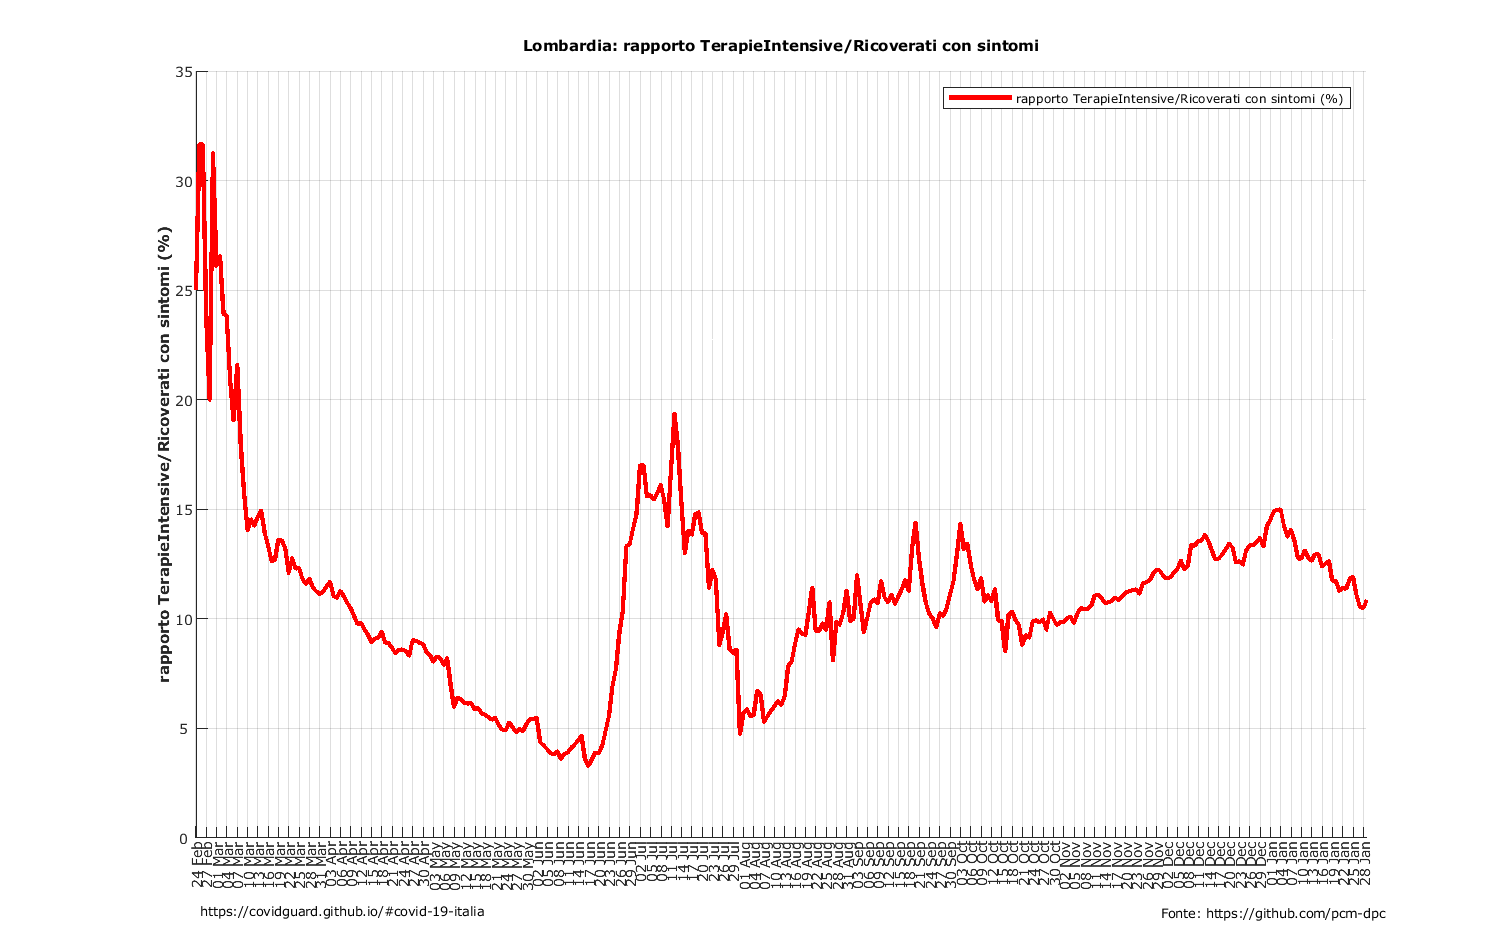 Lombardia: rapporto TerapieIntensive/Ricoverati con sintomi
rapporto TerapieIntensive/Ricoverati con sintomi (%)
rapporto TerapieIntensive/Ricoverati con sintomi (%)
35
30
25
20
15
10
5
0
24 Feb
27 Feb
01 Mar
04 Mar
07 Mar
10 Mar
13 Mar
16 Mar
19 Mar
22 Mar
25 Mar
28 Mar
31 Mar
03 Apr
06 Apr
09 Apr
12 Apr
15 Apr
18 Apr
21 Apr
24 Apr
27 Apr
30 Apr
03 May
06 May
09 May
12 May
15 May
18 May
21 May
24 May
27 May
30 May
02 Jun
05 Jun
08 Jun
11 Jun
14 Jun
17 Jun
20 Jun
23 Jun
26 Jun
29 Jun
02 Jul
05 Jul
08 Jul
11 Jul
14 Jul
17 Jul
20 Jul
23 Jul
26 Jul
29 Jul
01 Aug
04 Aug
07 Aug
10 Aug
13 Aug
16 Aug
19 Aug
22 Aug
25 Aug
28 Aug
31 Aug
03 Sep
06 Sep
09 Sep
12 Sep
15 Sep
18 Sep
21 Sep
24 Sep
27 Sep
30 Sep
03 Oct
06 Oct
09 Oct
12 Oct
15 Oct
18 Oct
21 Oct
24 Oct
27 Oct
30 Oct
02 Nov
05 Nov
08 Nov
11 Nov
14 Nov
17 Nov
20 Nov
23 Nov
26 Nov
29 Nov
02 Dec
05 Dec
08 Dec
11 Dec
14 Dec
17 Dec
20 Dec
23 Dec
26 Dec
29 Dec
01 Jan
04 Jan
07 Jan
10 Jan
13 Jan
16 Jan
19 Jan
22 Jan
25 Jan
28 Jan
https://covidguard.github.io/#covid-19-italia
Fonte: https://github.com/pcm-dpc